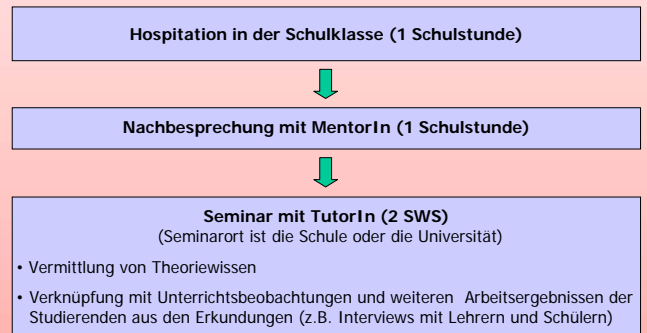 Hospitation in der Schulklasse (1 Schulstunde)
Nachbesprechung mit MentorIn (1 Schulstunde)
Seminar mit TutorIn (2 SWS)
(Seminarort ist die Schule oder die Universität)
• Vermittlung von Theoriewissen
• Verknüpfung mit Unterrichtsbeobachtungen und weiteren Arbeitsergebnissen der
Studierenden aus den Erkundungen (z.B. Interviews mit Lehrern und Schülern)